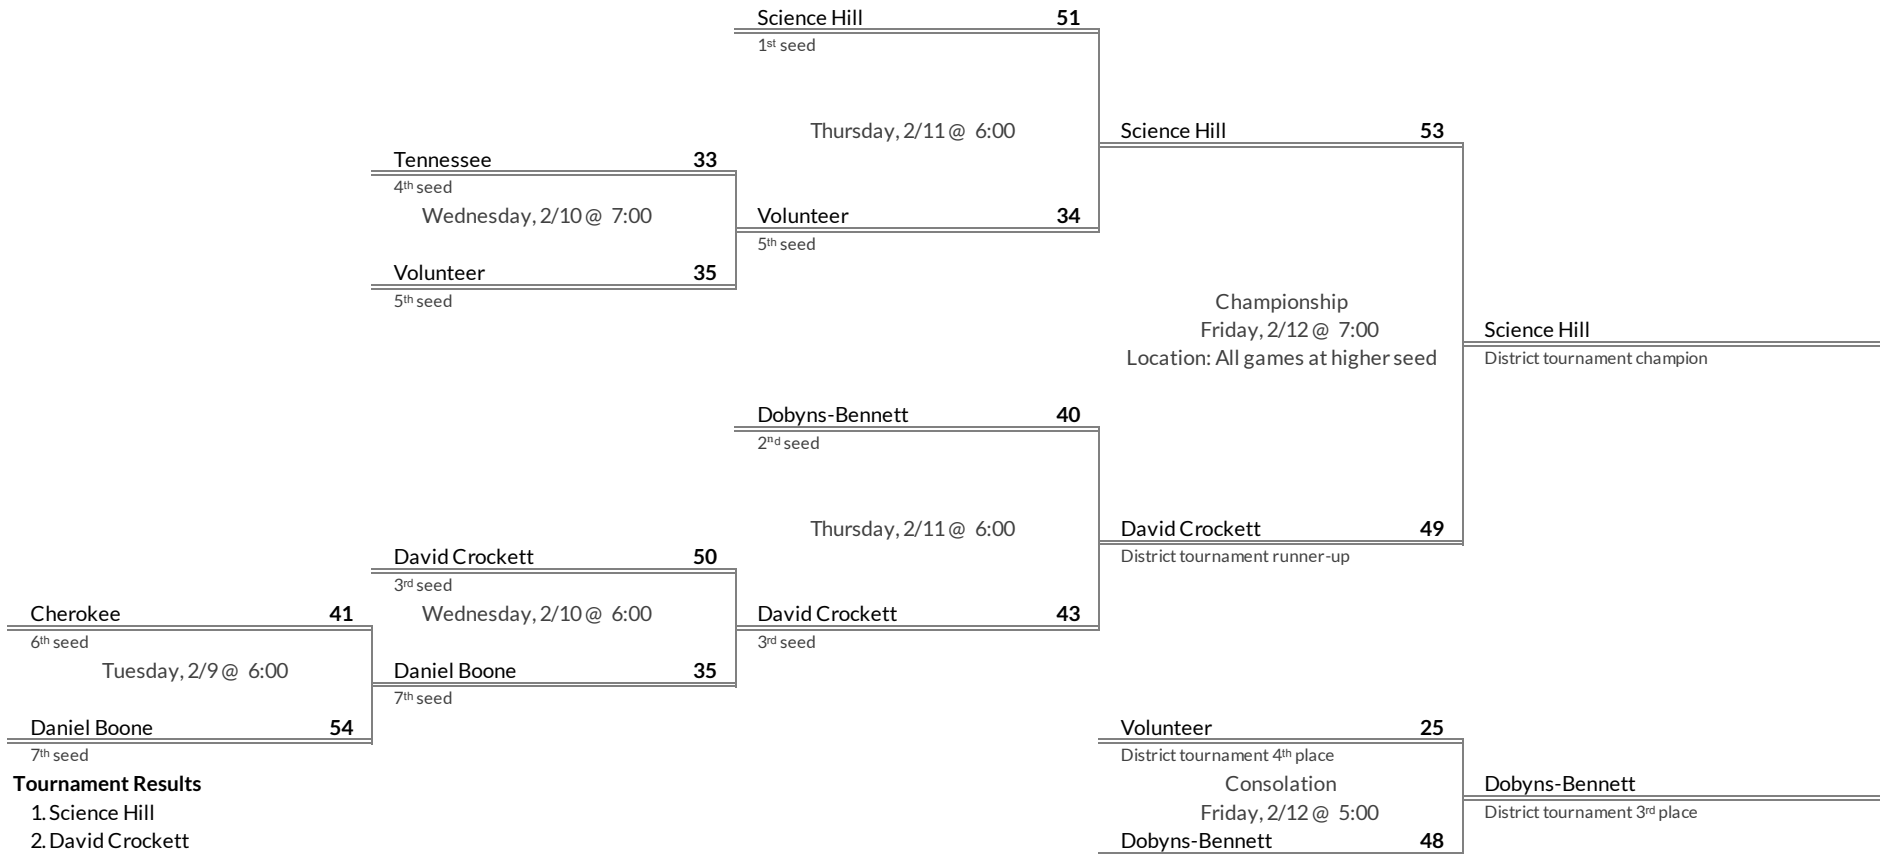 Science Hill 51
1st seed
Thursday, 2/11 @ 6:00
Science Hill 53
Tennessee 33
4th seed
Wednesday, 2/10 @ 7:00
Volunteer 34
5th seed
Volunteer 35
5th seed
Championship
Friday, 2/12 @ 7:00
Location: All games at higher seed
Science Hill
District tournament champion
Dobyns-Bennett 40
2nd seed
Thursday, 2/11 @ 6:00
David Crockett 49
District tournament runner-up
David Crockett 50
3rd seed
Wednesday, 2/10 @ 6:00
David Crockett 43
3rd seed
Cherokee 41
6th seed
Tuesday, 2/9 @ 6:00
Daniel Boone 35
7th seed
Daniel Boone 54
7th seed
Volunteer 25
District tournament 4th place
Consolation
Friday, 2/12 @ 5:00
Dobyns-Bennett 48
Dobyns-Bennett
District tournament 3rd place
Tournament Results
1. Science Hill
2. David Crockett